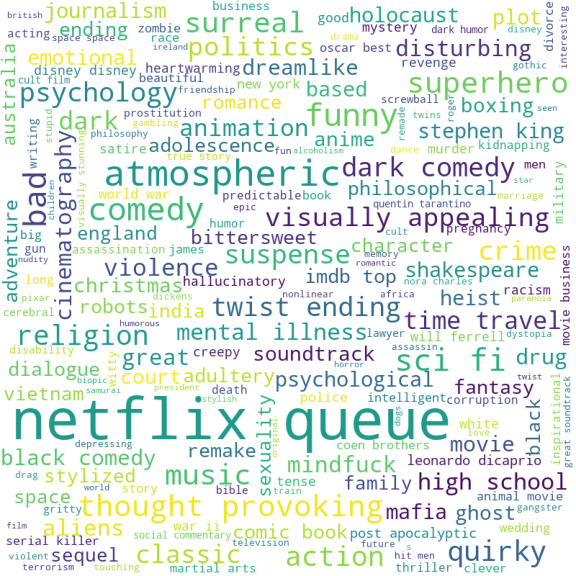 british
journalism
business
good
holocaust
plot
divorce
interesting
acting
zombie
surreal
mystery
dark humor
disney
space space
ending
race
politics
oscar best
disturbing
australia
emotional
disney disney
heartwarming
dreamlike
revenge
drama
gothic
cult film
beautiful
friendship
new york
based
superhero
psychology
ireland
romance
screwball
boxing
seen
writing
stupid
dark
philosophy
prostitution
gambling
animation
funny
twins
remade
roger
stephen king
children
visually stunning
satire
adolescence
anime
murder
kidnapping
true story
fun
alcoholism
dance
men
bad
cinematography
atmospheric
dark comedy
military
world war
predictable
book
philosophical
star
marriage
big
comedy
epic
quentin tarantino
visually appealing
pregnancy
gun
england
humor
bittersweet
cult
character
crime
nudity
adventure
assassination
james
suspense
memory
shakespeare
long
violence
hallucinatory
romantic
imdb top
racism
movie business
pixar
christmas
dickens
nora charles
heist
paranoia
cerebral
robots
india
twist ending
nonlinear
africa
time travel
religion
humorous
mental illness
lawyer
will ferrell
dystopia
disability
great
creepy
soundtrack
assassin
sci fi
drug
dialogue
witty
court
adultery
horror
psychological
fantasy
twist
vietnam
biopic
samurai
president
death
police
intelligent
corruption
inspirational
great soundtrack
stylish
netflix queue
dogs
white
love
black
depressing
original
sexuality
remake
coen brothers
movie
black comedy
music
mindfuck
leonardo dicaprio
drag
stylized
tense
family
high school
space
world
story
bible
train
animal movie
gritty
thought provoking
mafia
ghost
gangster
film
aliens
war ii
comic book
post apocalyptic
wedding
serial killer
social commentary
television
future
s
quirky
violent
sequel
classic
action
hit men
terrorism
touching
martial arts
thriller
clever